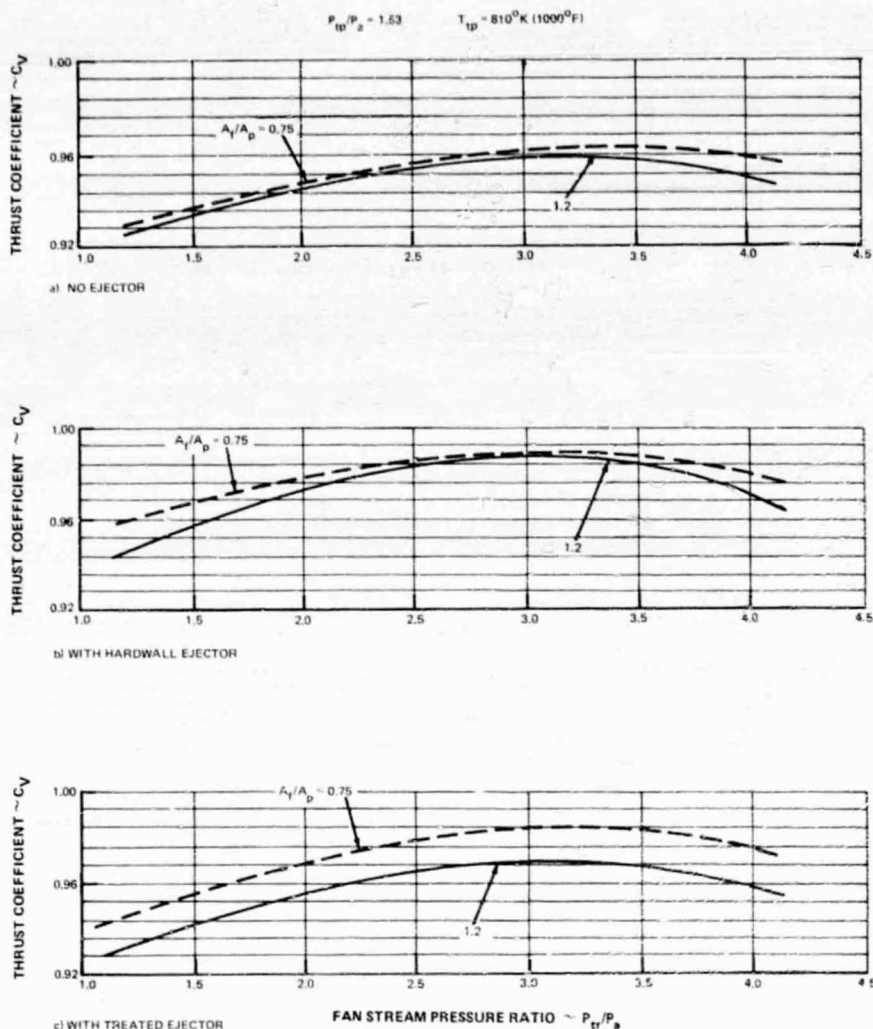 P_tp/P_a = 1.53 T_tp = 810°K (1000°F)
THRUST COEFFICIENT ~ C_V
1.00
0.96
0.92
A_f/A_p = 0.75
1.2
1.0 1.5 2.0 2.5 3.0 3.5 4.0 4.5
a) NO EJECTOR
THRUST COEFFICIENT ~ C_V
1.00
0.96
0.92
A_f/A_p = 0.75
1.2
1.0 1.5 2.0 2.5 3.0 3.5 4.0 4.5
b) WITH HARDWALL EJECTOR
THRUST COEFFICIENT ~ C_V
1.00
0.96
0.92
A_f/A_p = 0.75
1.2
1.0 1.5 2.0 2.5 3.0 3.5 4.0 4.5
c) WITH TREATED EJECTOR
FAN STREAM PRESSURE RATIO ~ P_tf/P_a